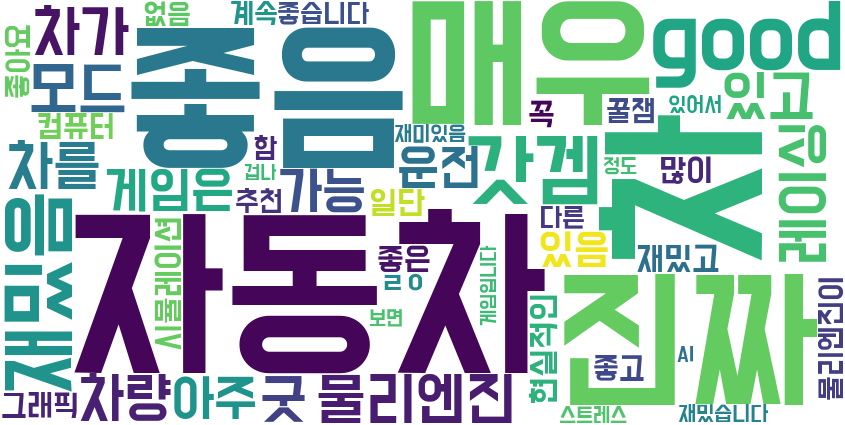 자동차
좋음
매우
진짜
차
good
재밌음
갓겜
레이싱
물리엔진
게임은
모드
차가
차를
차량
아주
굿
가능
운전
있고
있음
현실적인
시뮬레이션
재밌고
그래픽
컴퓨터
좋아요
없음
계속
좋습니다
재미있음
함
겁나
추천
일단
좋은
ㄹㅇ
보면
게임입니다
꼭
꿀잼
있어서
정도
많이
다른
좋고
AI
물리엔진이
스트레스
재밌습니다